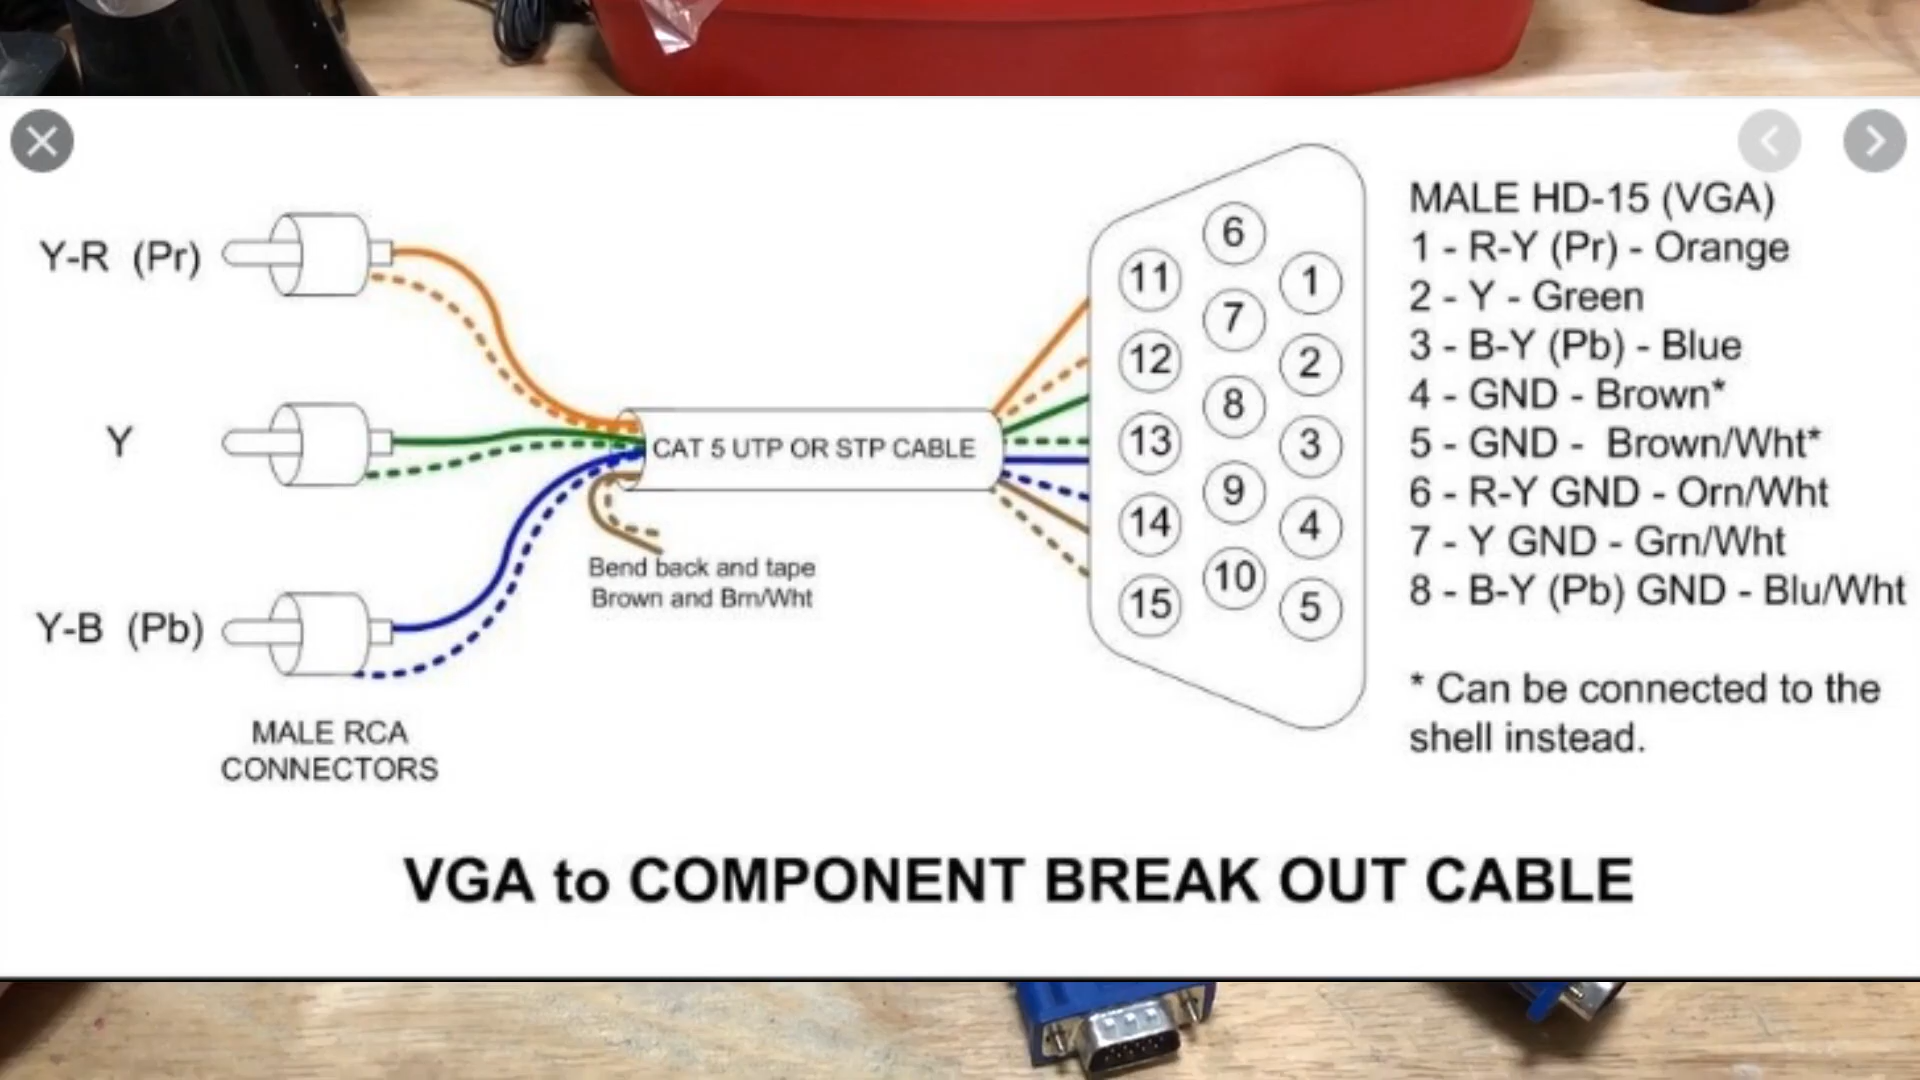 Y-R (Pr)
Y
Y-B (Pb)
MALE RCA
CONNECTORS
CAT 5 UTP OR STP CABLE
Bend back and tape
Brown and Brn/Wht
6
11
1
7
12
2
8
13
3
9
14
4
10
15
5
MALE HD-15 (VGA)
1 - R-Y (Pr) - Orange
2 - Y - Green
3 - B-Y (Pb) - Blue
4 - GND - Brown*
5 - GND - Brown/Wht*
6 - R-Y GND - Orn/Wht
7 - Y GND - Grn/Wht
8 - B-Y (Pb) GND - Blu/Wht
* Can be connected to the
shell instead.
VGA to COMPONENT BREAK OUT CABLE